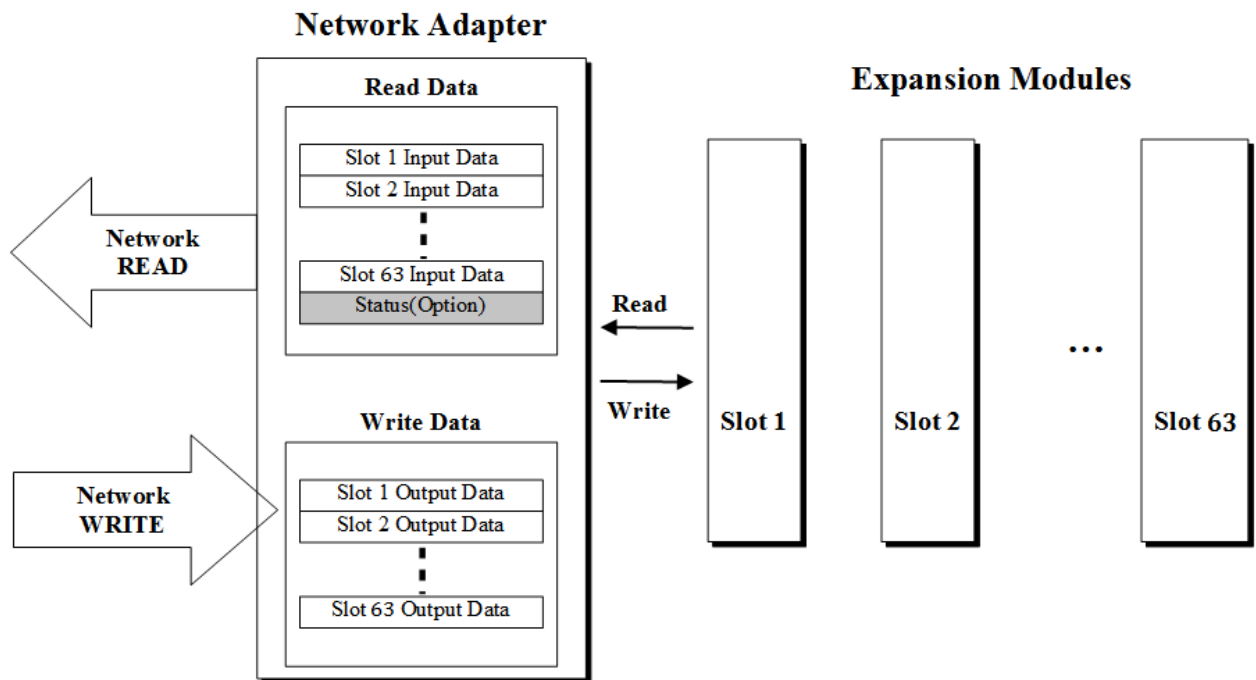 Network Adapter
Read Data
Slot 1 Input Data
Slot 2 Input Data
Slot 63 Input Data
Status(Option)
Network
READ
Write Data
Slot 1 Output Data
Slot 2 Output Data
Slot 63 Output Data
Network
WRITE
Read
Write
Expansion Modules
Slot 1
Slot 2
...
Slot 63